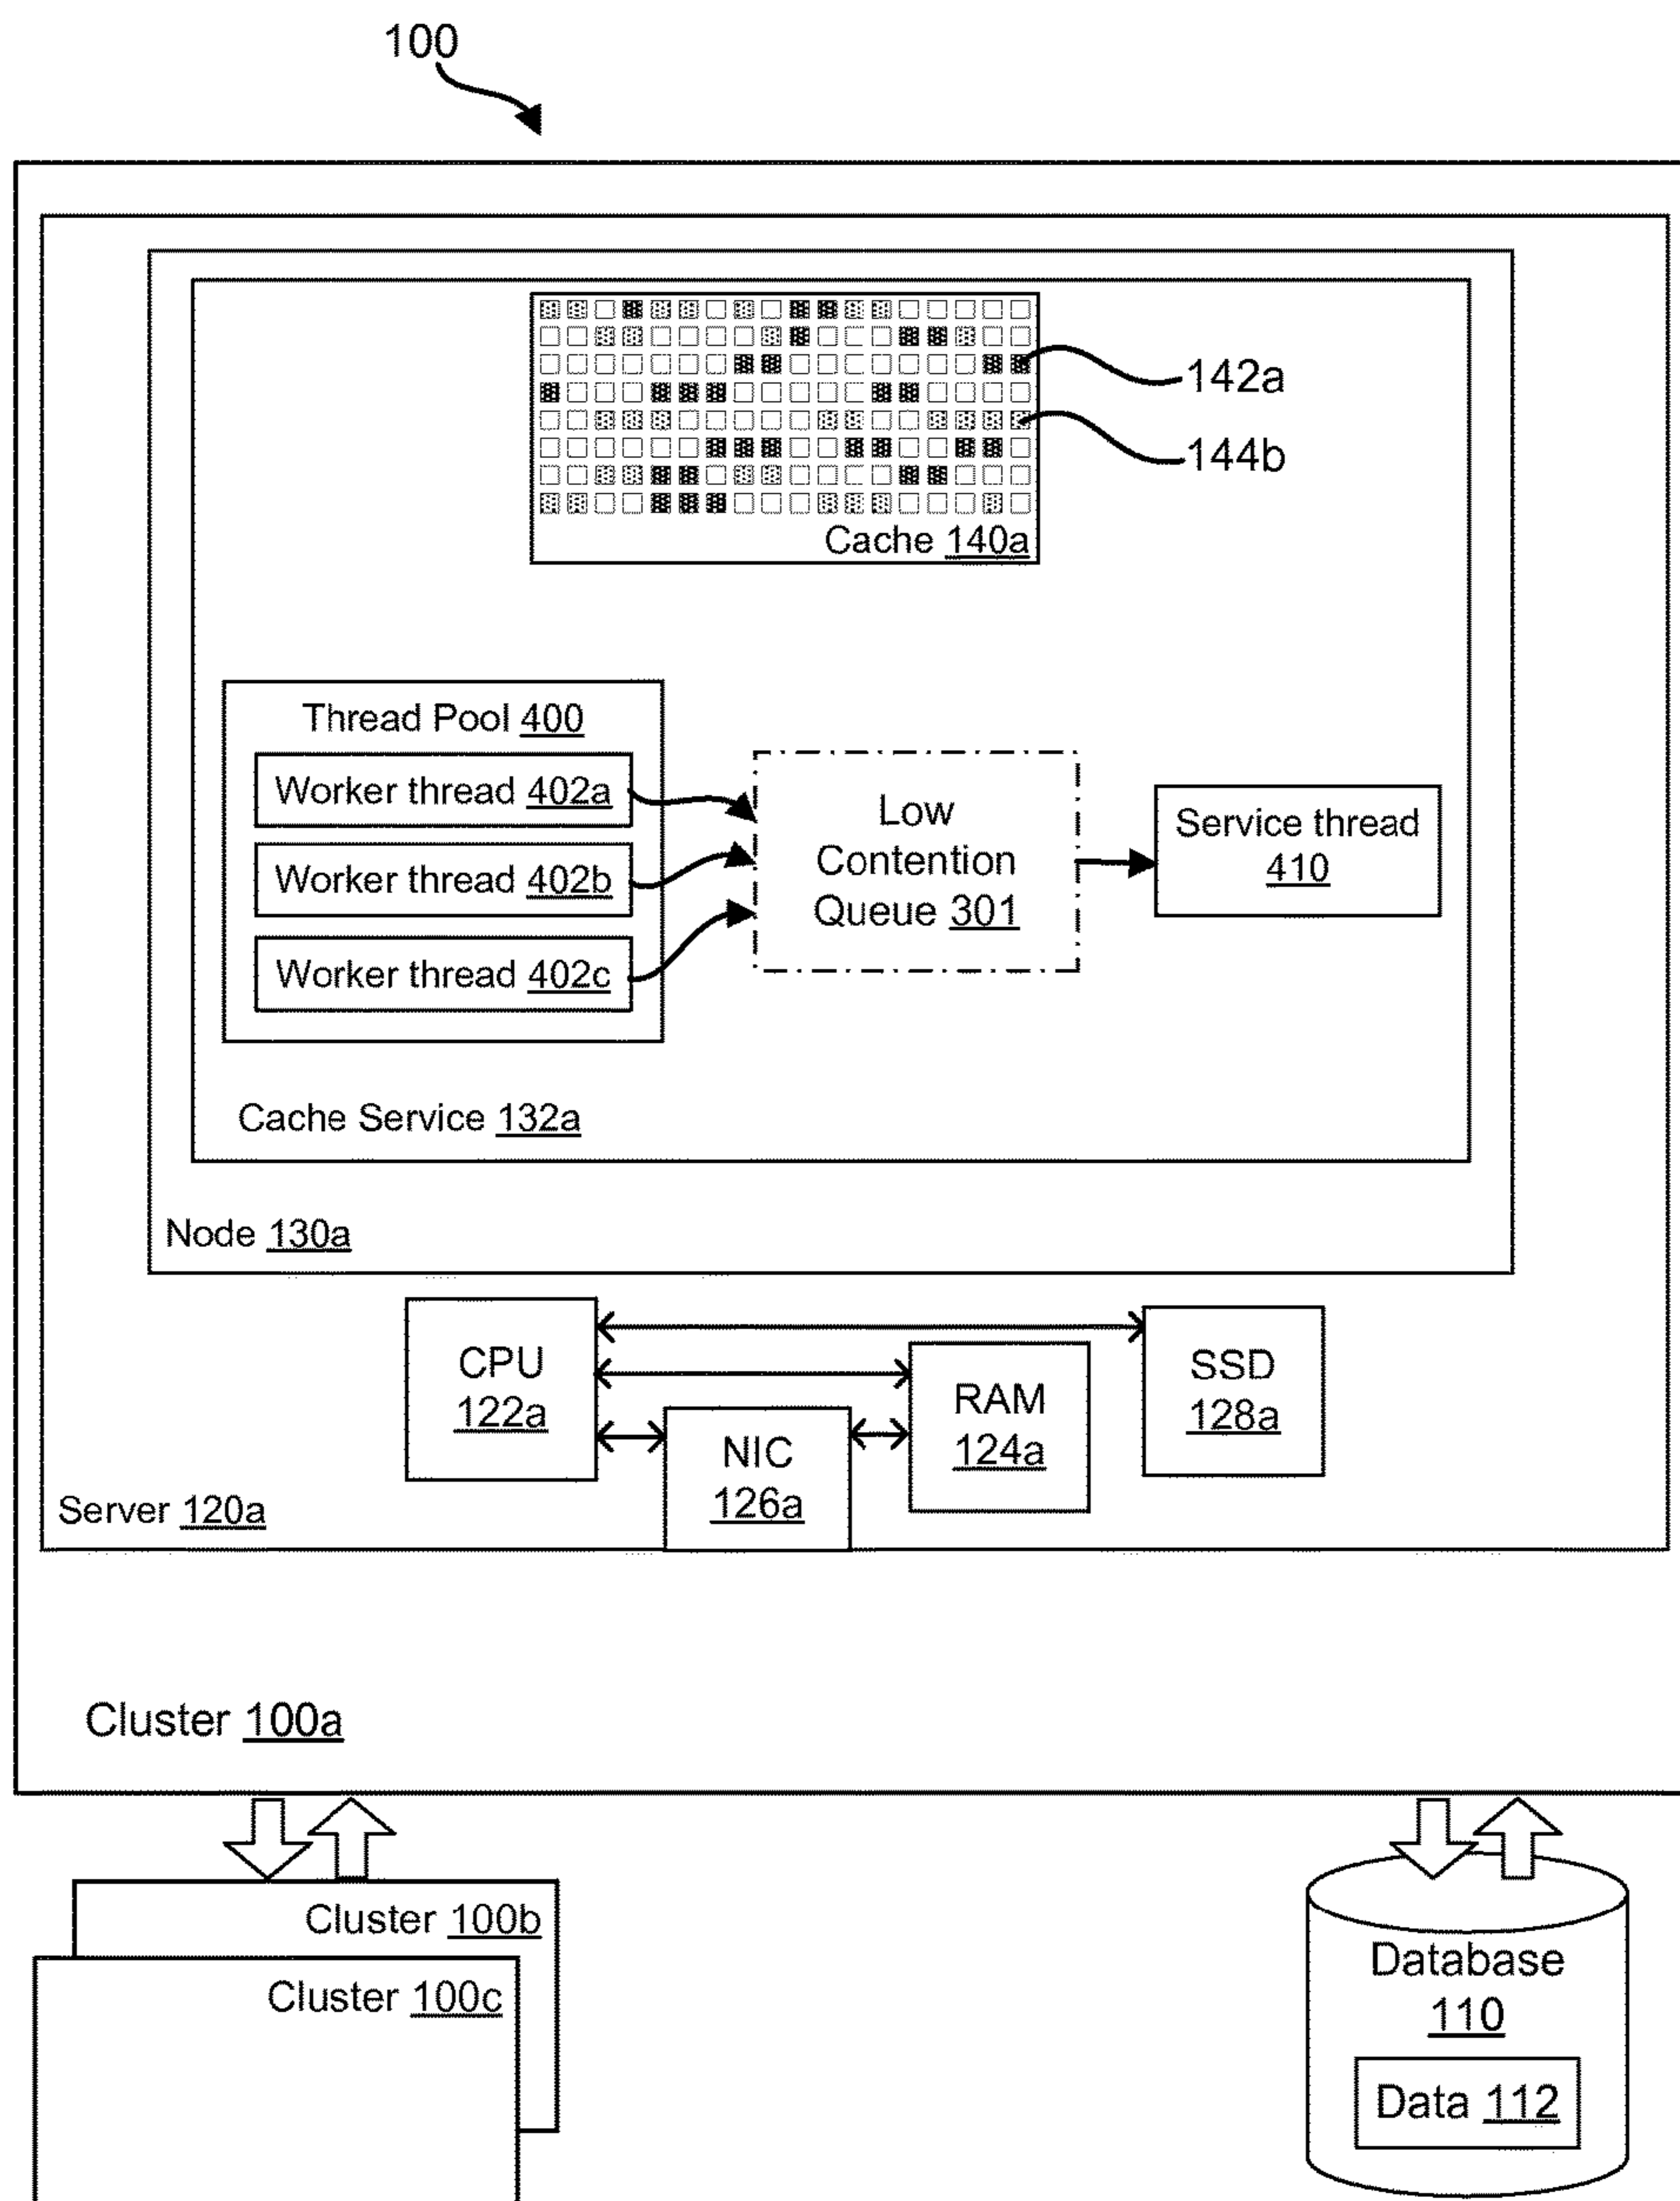 100
142a
144b
Cache 140a
Thread Pool 400
Worker thread 402a
Worker thread 402b
Worker thread 402c
Low
Contention
Queue 301
Service thread
410
Cache Service 132a
Node 130a
CPU
122a
NIC
126a
RAM
124a
SSD
128a
Server 120a
Cluster 100a
Cluster 100b
Cluster 100c
Database
110
Data 112